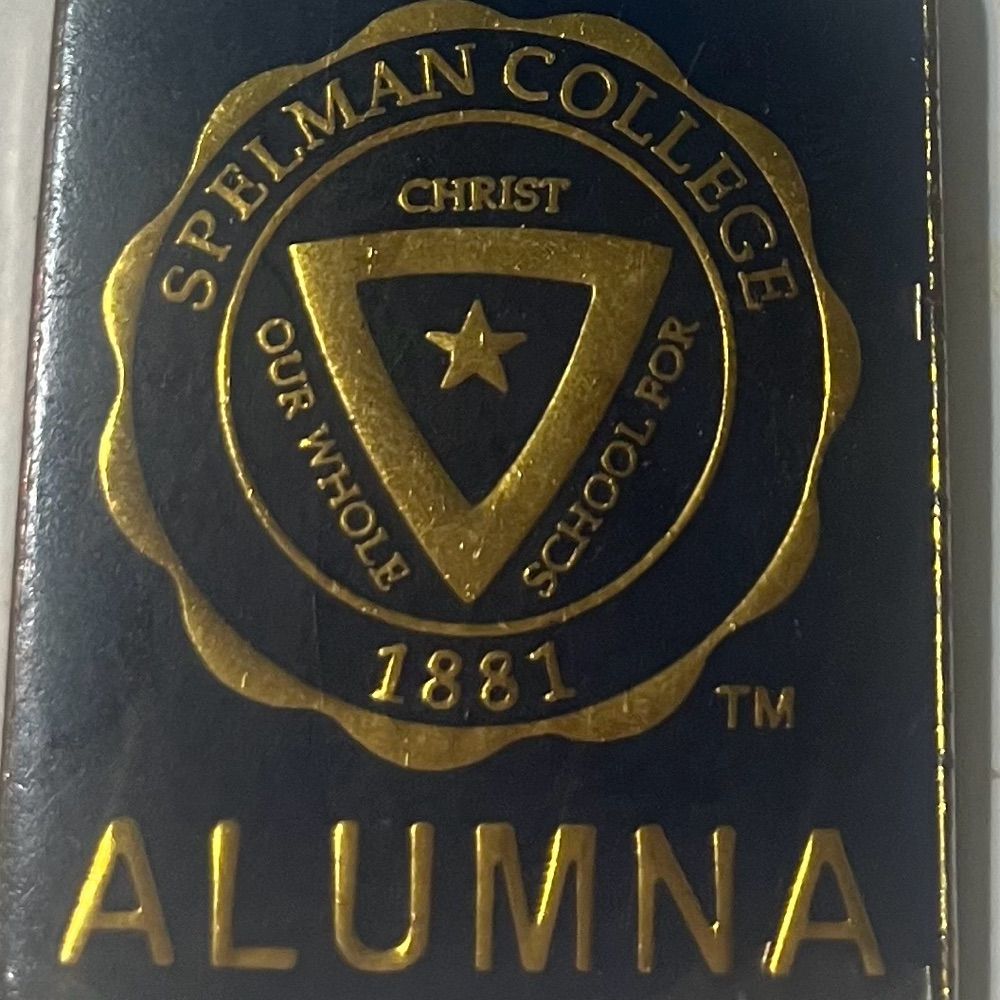 SPELMAN COLLEGE
CHRIST
OUR WHOLE
SCHOOL FOR
1881
TM
ALUMNA